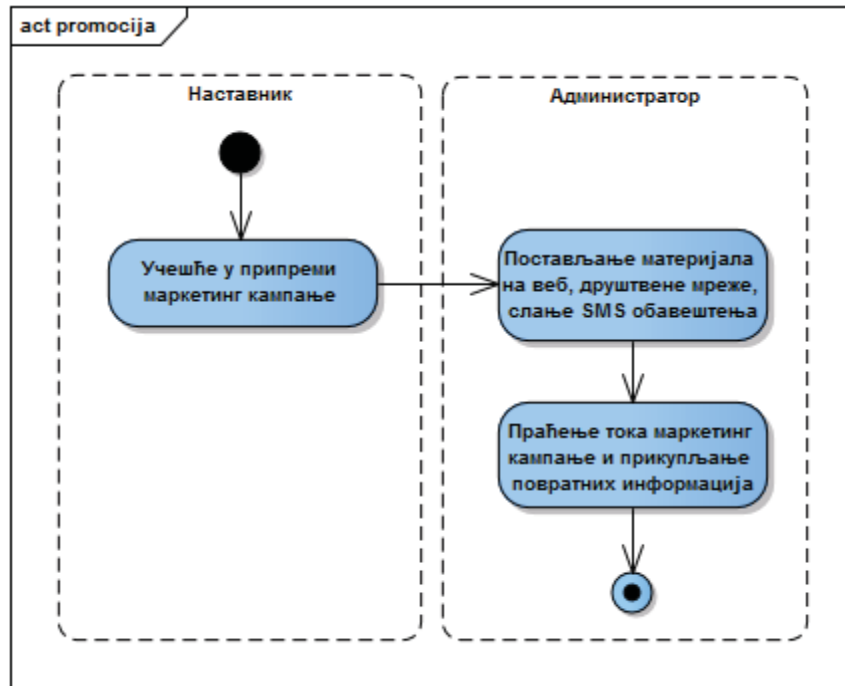 act promocija
Наставник
Учешће у припреми
маркетинг кампање
Администратор
Постављање материјала
на веб, друштвене мреже,
слање SMS обавештења
Праћење тока маркетинг
кампање и прикупљање
повратних информација